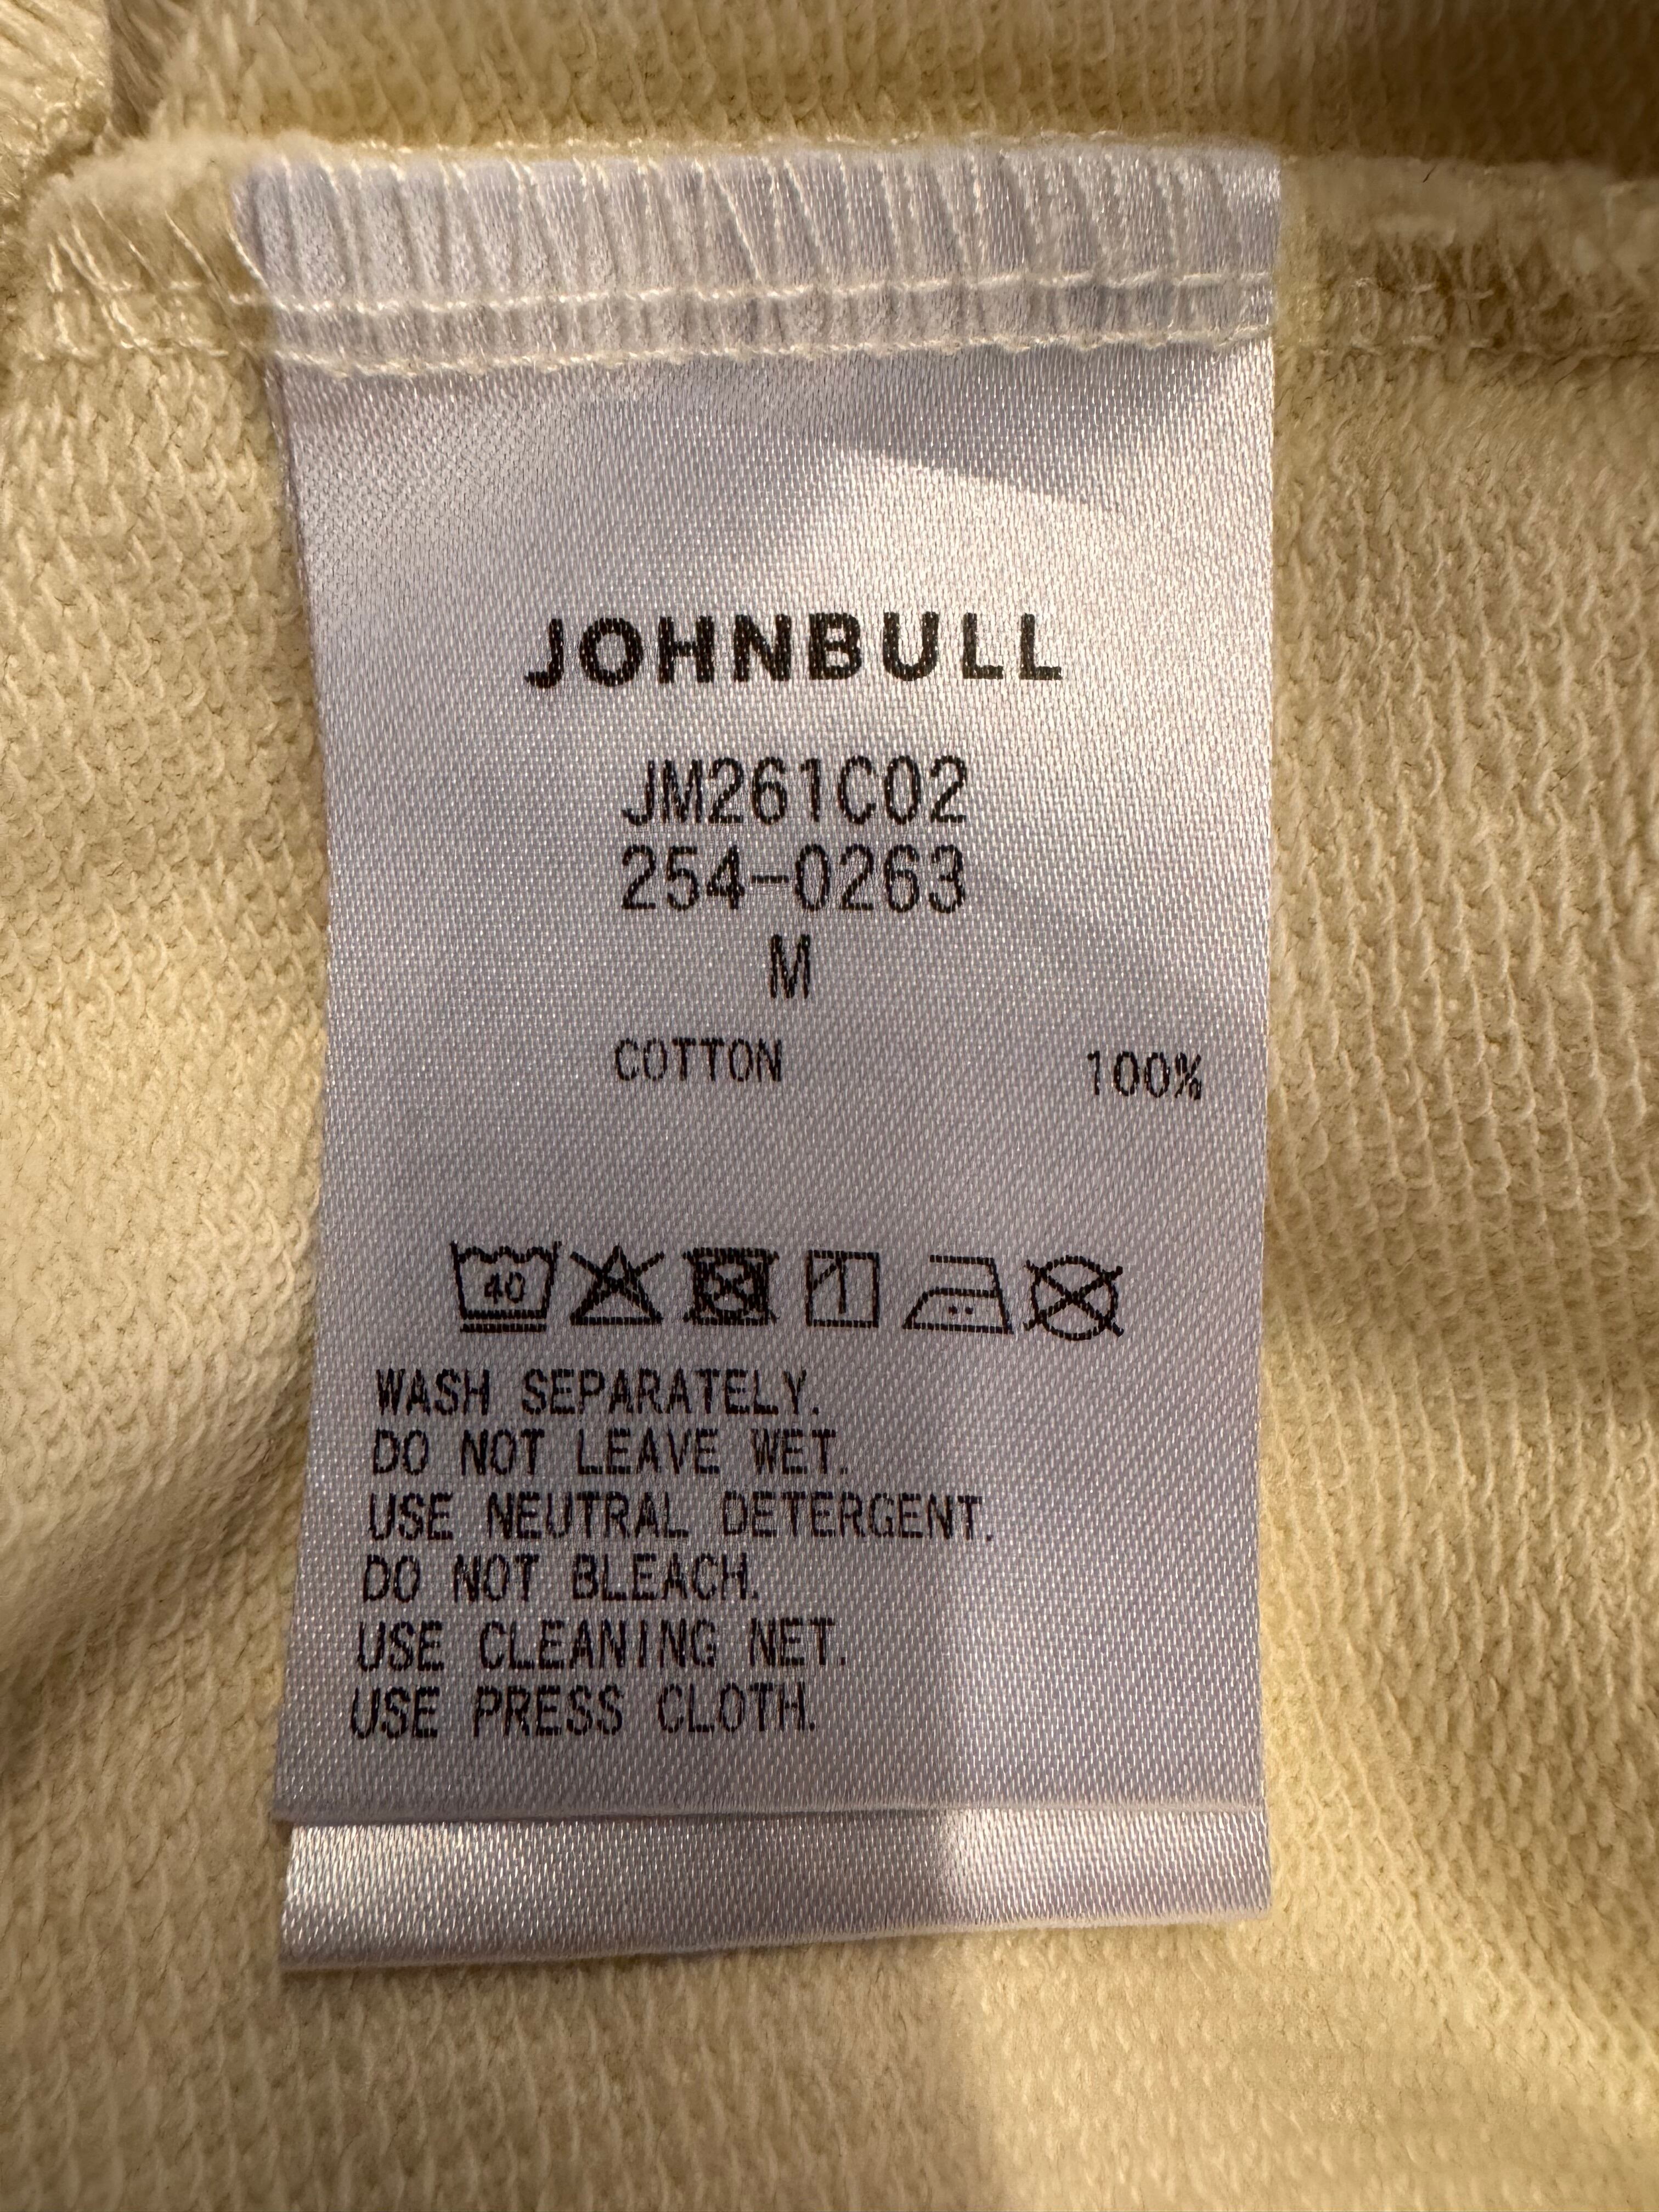 JOHNBULL
JM261C02
254-0263
M
COTTON 100%
40
WASH SEPARATELY.
DO NOT LEAVE WET.
USE NEUTRAL DETERGENT.
DO NOT BLEACH.
USE CLEANING NET.
USE PRESS CLOTH.